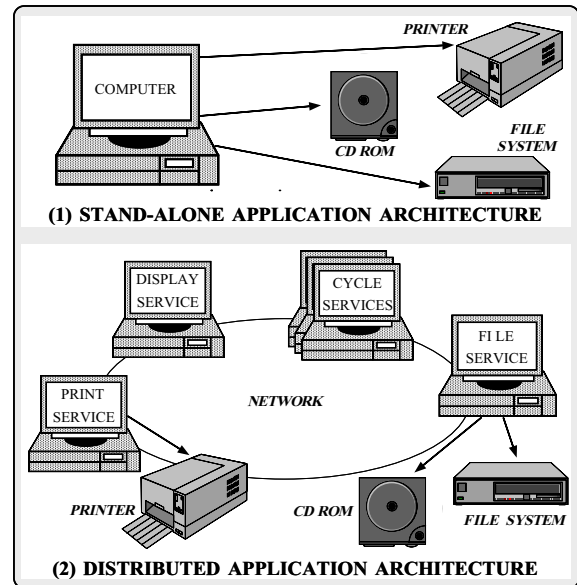 PRINTER
COMPUTER
CD ROM
FILE
SYSTEM
(1) STAND-ALONE APPLICATION ARCHITECTURE
DISPLAY
SERVICE
CYCLE
SERVICES
FI LE
SERVICE
PRINT
SERVICE
NETWORK
PRINTER
CD ROM
FILE SYSTEM
(2) DISTRIBUTED APPLICATION ARCHITECTURE